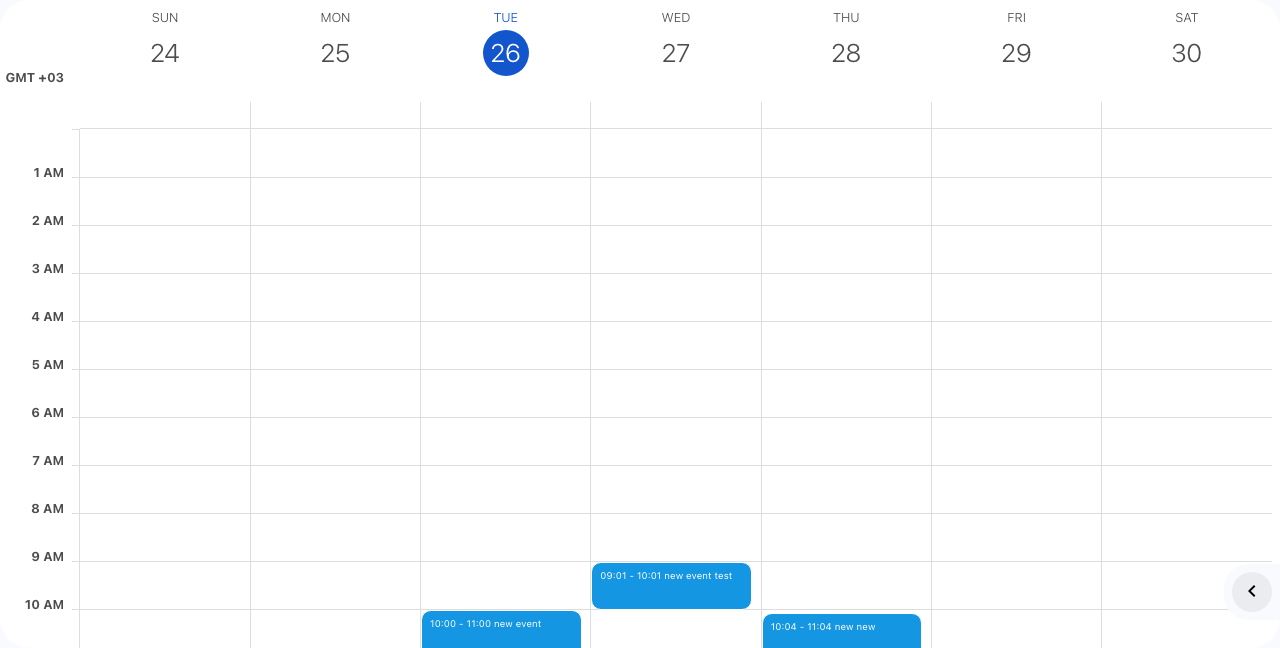 SUN MON TUE WED THU FRI SAT
24 25 26 27 28 29 30
GMT +03
1 AM
2 AM
3 AM
4 AM
5 AM
6 AM
7 AM
8 AM
9 AM
09:01 - 10:01 new event test
10 AM
10:00 - 11:00 new event
10:04 - 11:04 new new